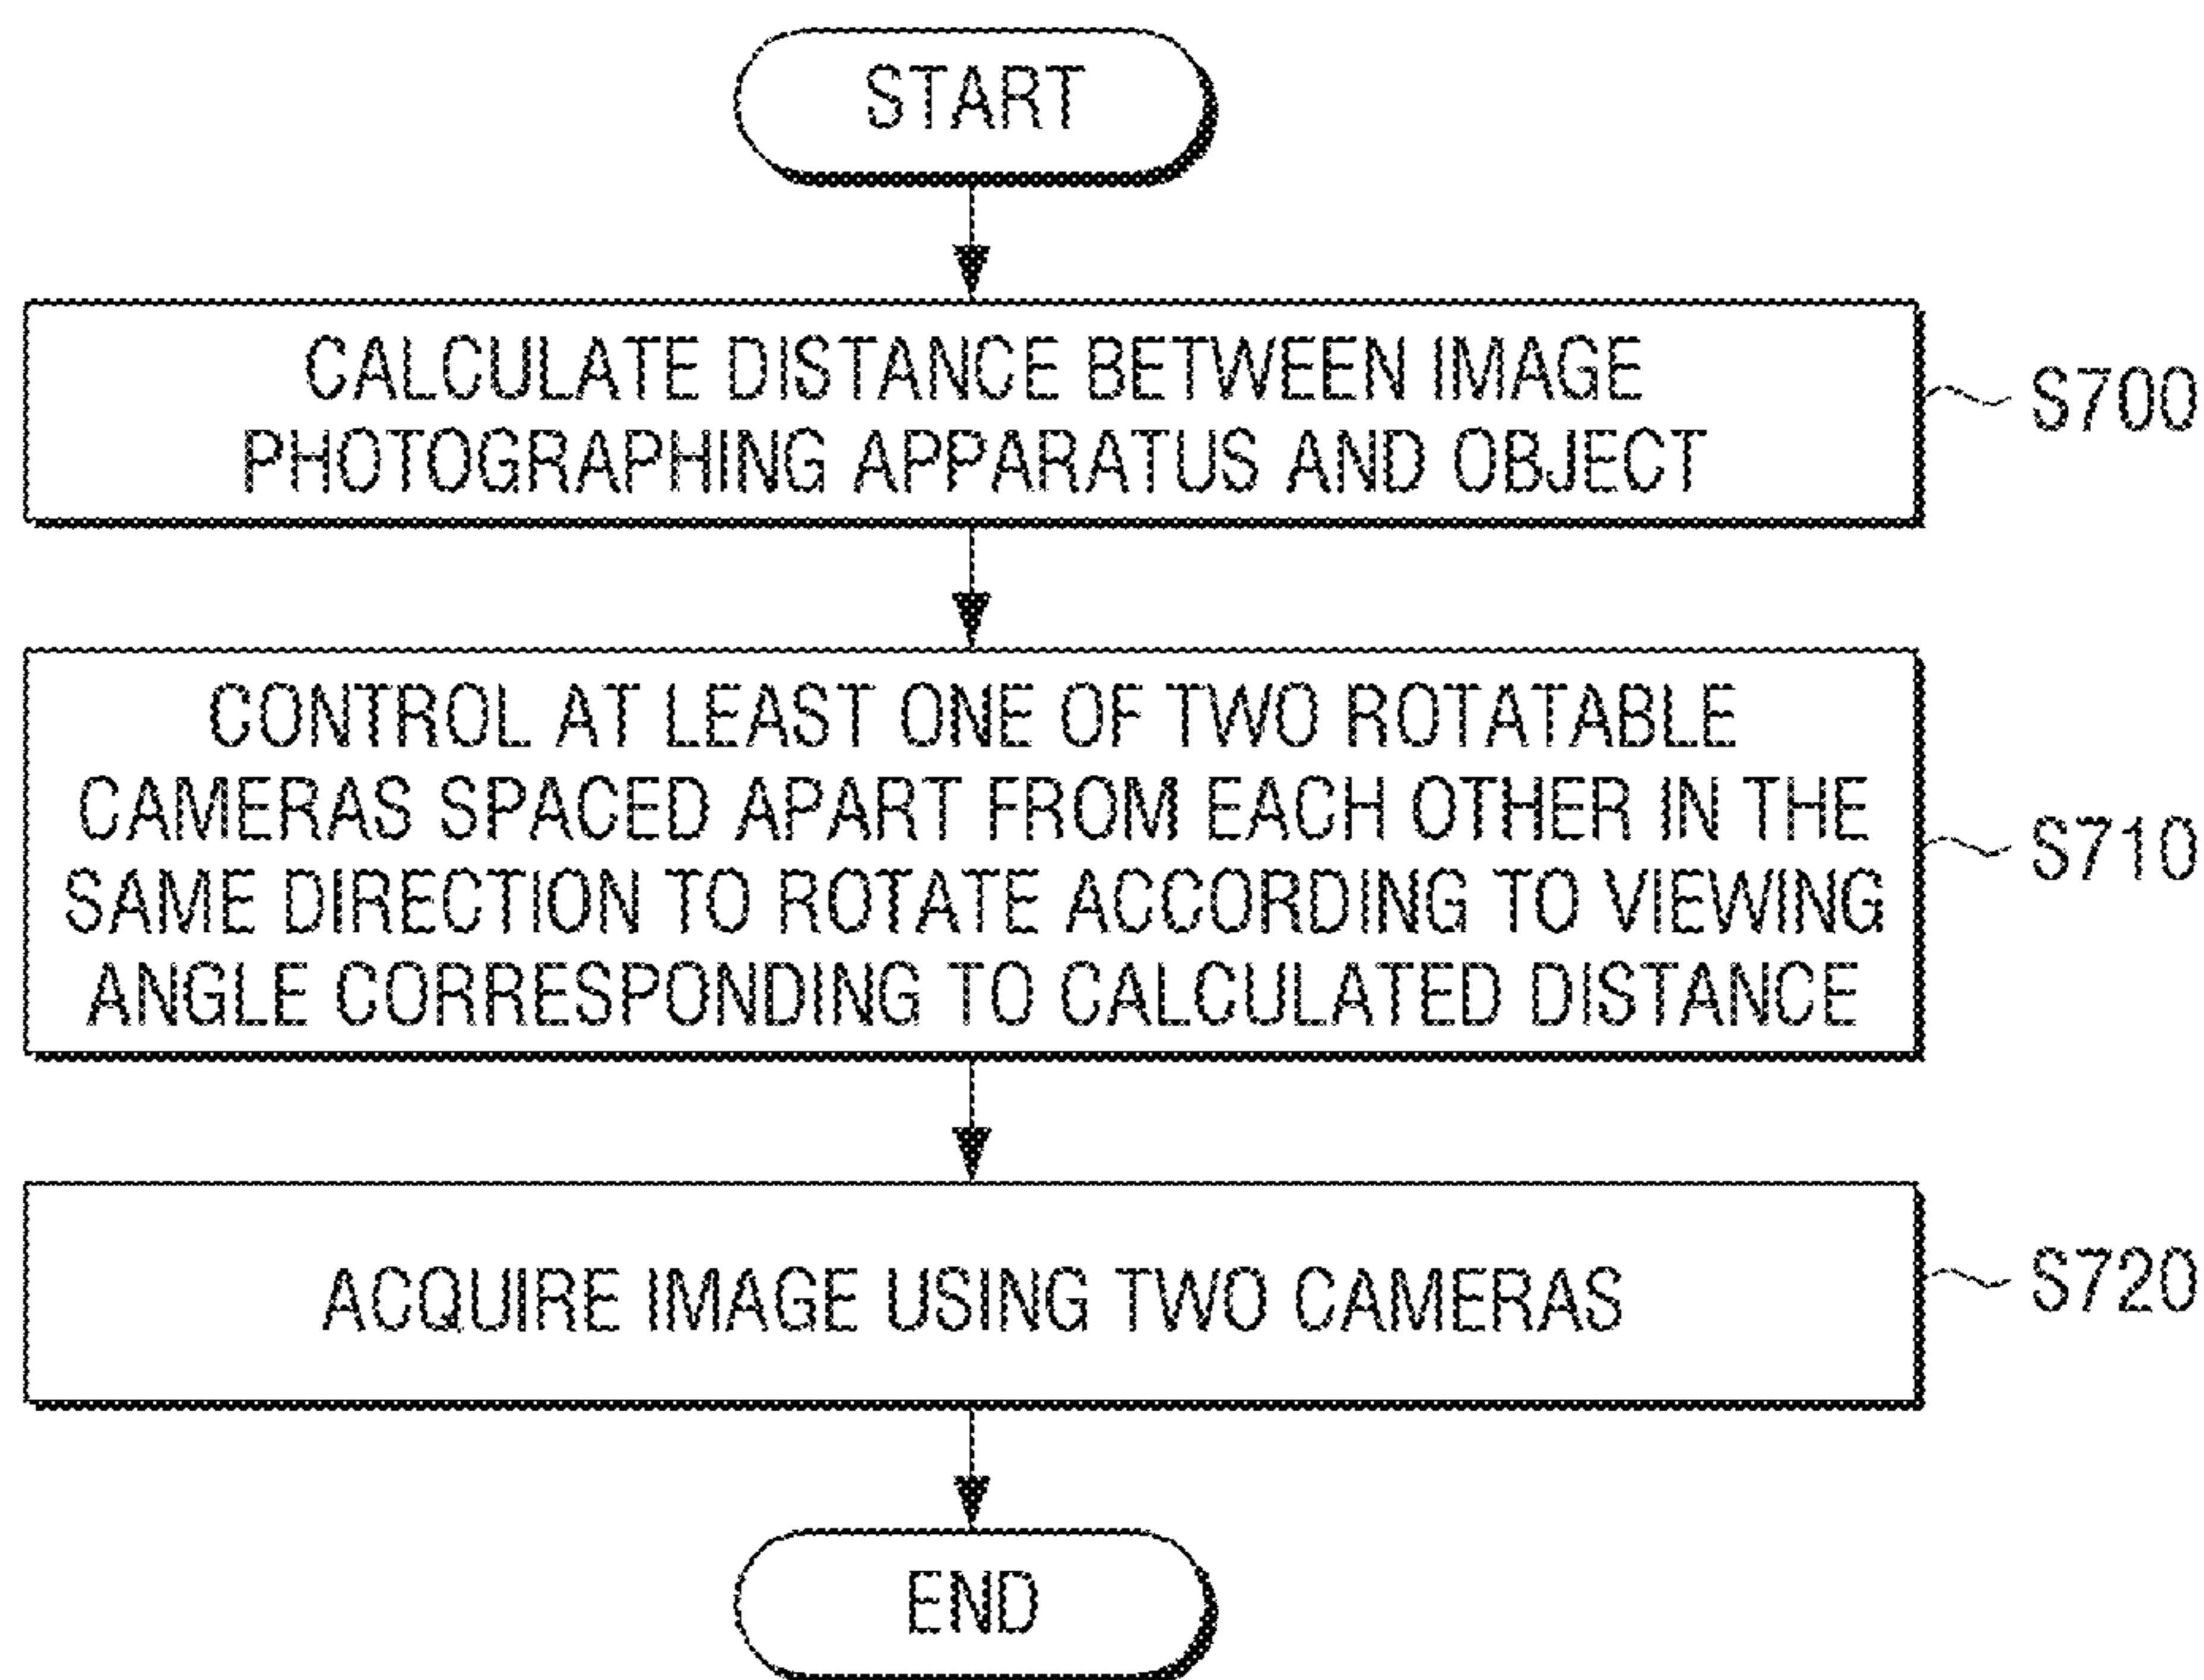 START
CALCULATE DISTANCE BETWEEN IMAGE
PHOTOGRAPHING APPARATUS AND OBJECT
S700
CONTROL AT LEAST ONE OF TWO ROTATABLE
CAMERAS SPACED APART FROM EACH OTHER IN THE
SAME DIRECTION TO ROTATE ACCORDING TO VIEWING
ANGLE CORRESPONDING TO CALCULATED DISTANCE
S710
ACQUIRE IMAGE USING TWO CAMERAS
S720
END